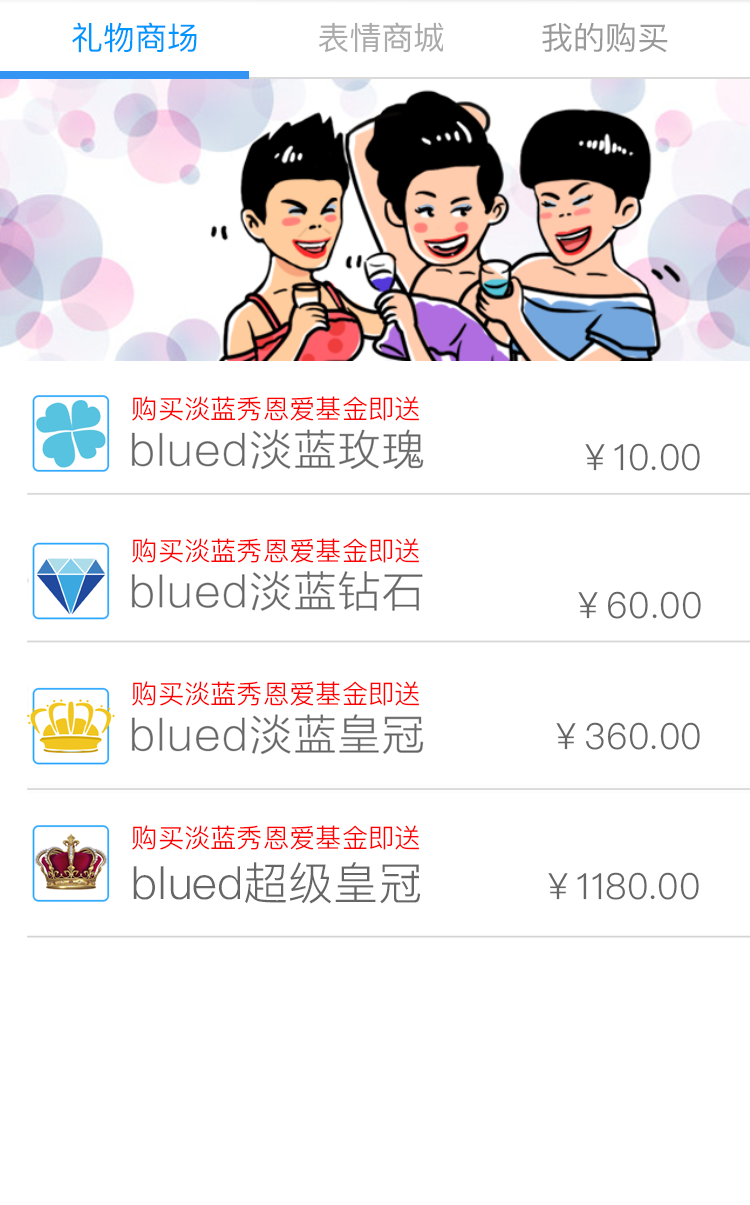 礼物商场 表情商城 我的购买
购买淡蓝秀恩爱基金即送
blued淡蓝玫瑰 ￥10.00
购买淡蓝秀恩爱基金即送
blued淡蓝钻石 ￥60.00
购买淡蓝秀恩爱基金即送
blued淡蓝皇冠 ￥360.00
购买淡蓝秀恩爱基金即送
blued超级皇冠 ￥1180.00